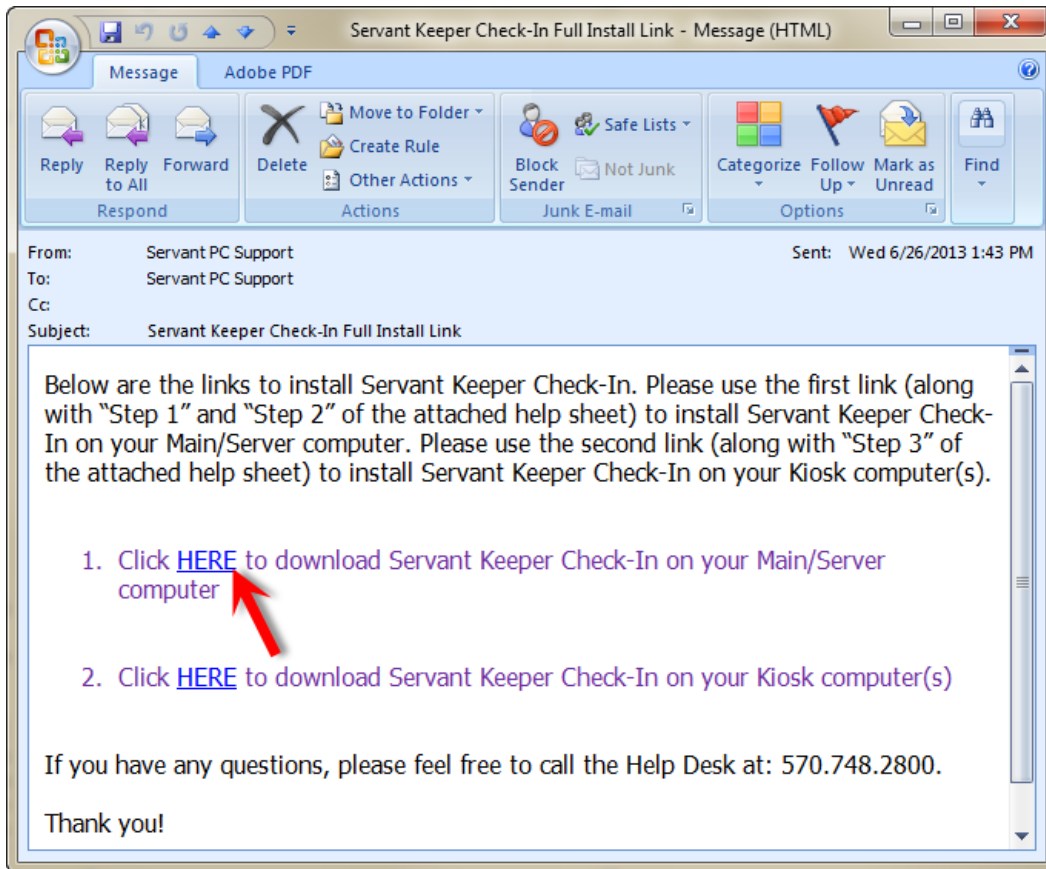 Servant Keeper Check-In Full Install Link - Message (HTML)
Message Adobe PDF
Reply
Reply to All
Forward
Delete
Move to Folder
Create Rule
Other Actions
Block Sender
Safe Lists
Not Junk
Categorize
Follow Up
Mark as Unread
Find
Respond Actions Junk E-mail Options
From: Servant PC Support Sent: Wed 6/26/2013 1:43 PM
To: Servant PC Support
Cc:
Subject: Servant Keeper Check-In Full Install Link
Below are the links to install Servant Keeper Check-In. Please use the first link (along
with “Step 1” and “Step 2” of the attached help sheet) to install Servant Keeper Check-
In on your Main/Server computer. Please use the second link (along with “Step 3” of
the attached help sheet) to install Servant Keeper Check-In on your Kiosk computer(s).
1. Click HERE to download Servant Keeper Check-In on your Main/Server
computer
2. Click HERE to download Servant Keeper Check-In on your Kiosk computer(s)
If you have any questions, please feel free to call the Help Desk at: 570.748.2800.
Thank you!